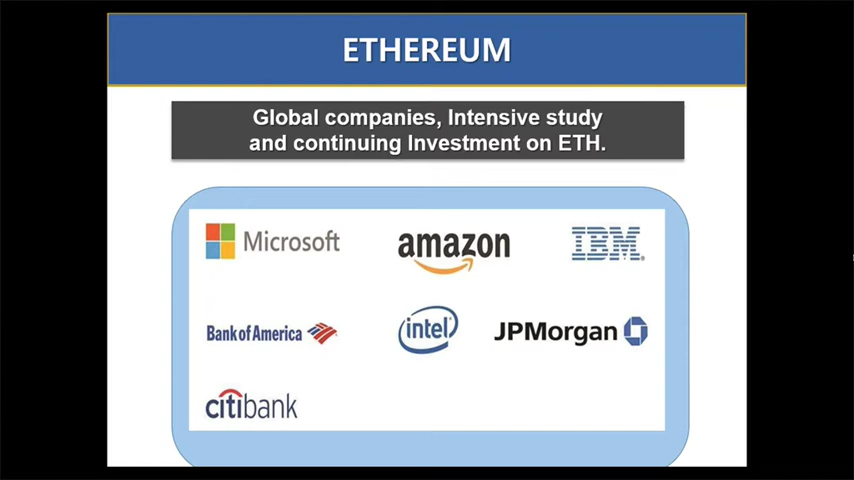 ETHEREUM
Global companies, Intensive study
and continuing Investment on ETH.
Microsoft
amazon
IBM
Bank of America
intel
JPMorgan
citibank